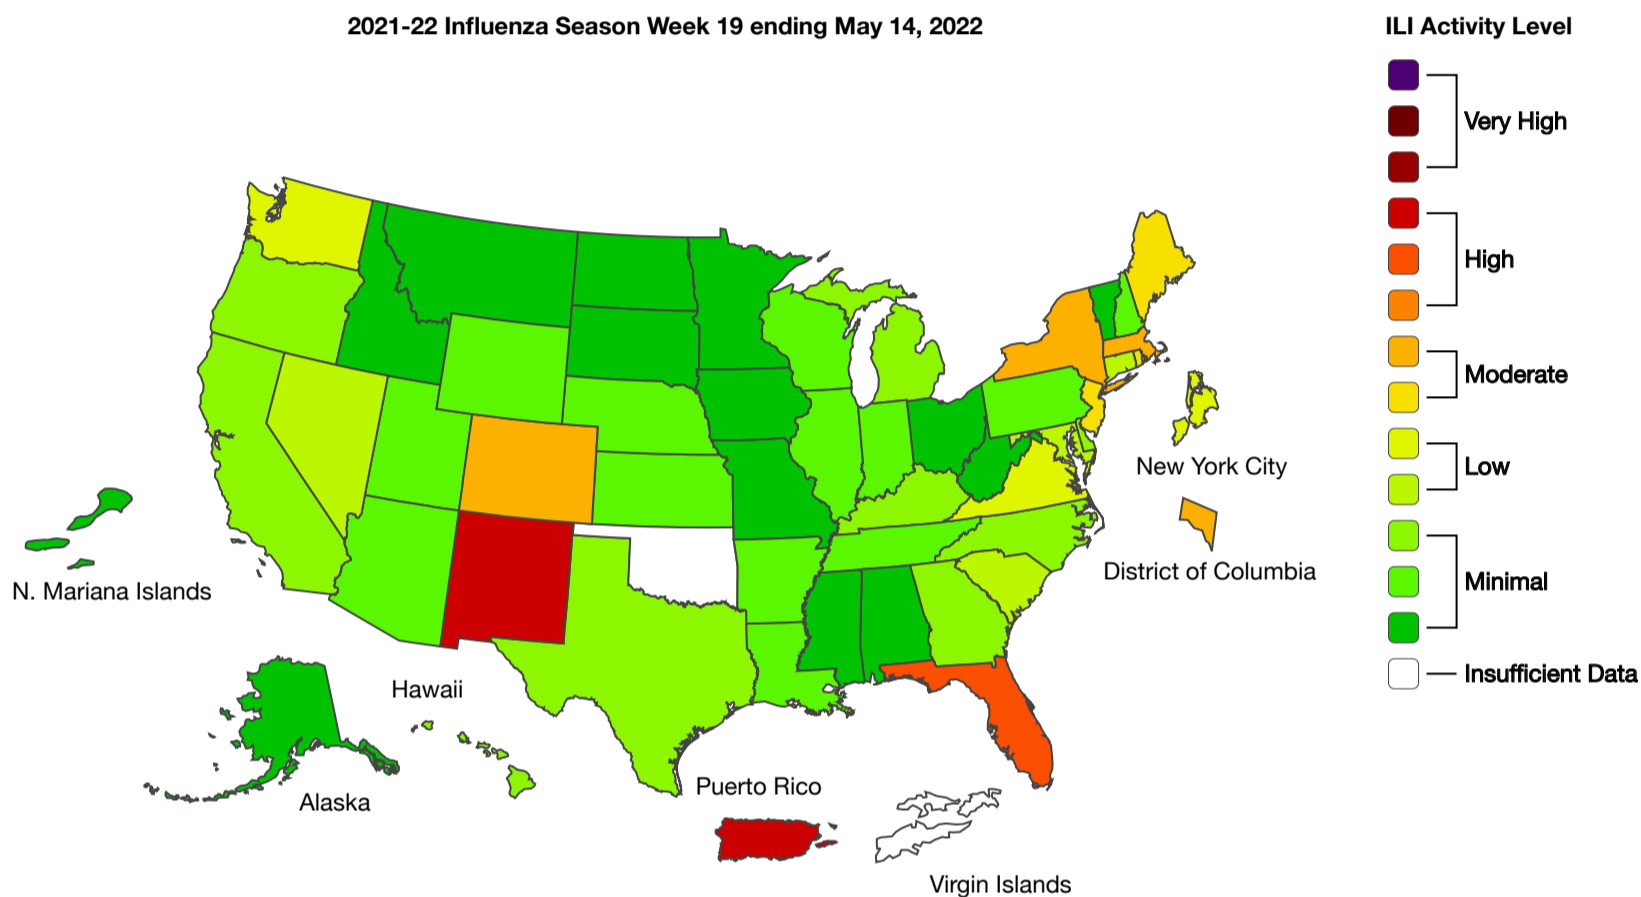 2021-22 Influenza Season Week 19 ending May 14, 2022
ILI Activity Level
Very High
High
Moderate
Low
Minimal
Insufficient Data
New York City
District of Columbia
N. Mariana Islands
Hawaii
Alaska
Puerto Rico
Virgin Islands